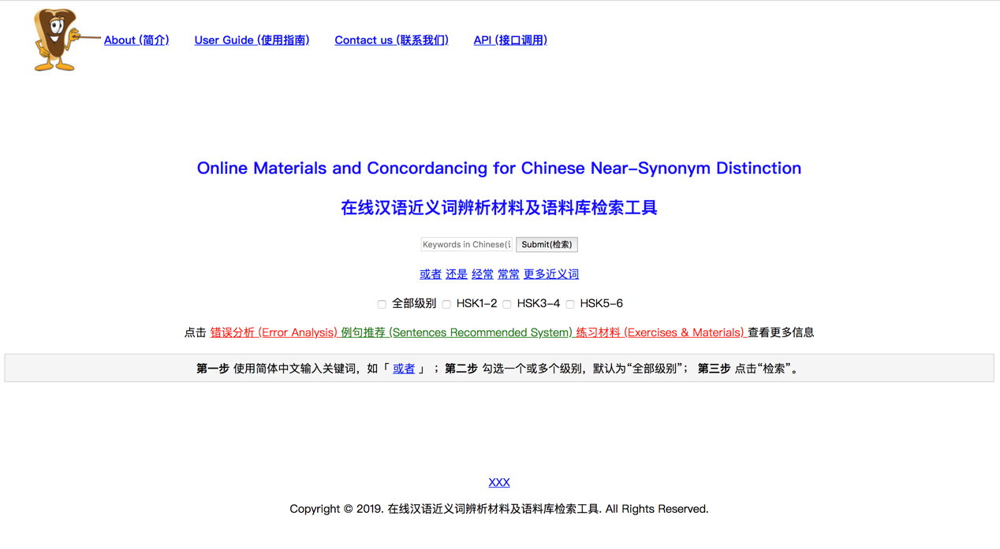 About (简介) User Guide (使用指南) Contact us (联系我们) API (接口调用)
Online Materials and Concordancing for Chinese Near-Synonym Distinction
在线汉语近义词辨析材料及语料库检索工具
Keywords in Chinese( Submit(检索)
或者 还是 经常 常常 更多近义词
全部级别 HSK1-2 HSK3-4 HSK5-6
点击 错误分析 (Error Analysis) 例句推荐 (Sentences Recommended System) 练习材料 (Exercises & Materials) 查看更多信息
第一步 使用简体中文输入关键词，如「 或者 」；第二步 勾选一个或多个级别，默认为“全部级别”； 第三步 点击“检索”。
XXX
Copyright © 2019. 在线汉语近义词辨析材料及语料库检索工具. All Rights Reserved.